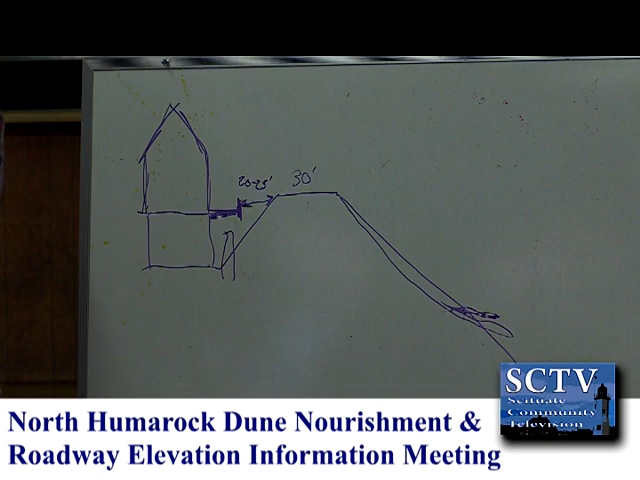 20-25' 30'
SCTV
Scituate
Community
Television
North Humarock Dune Nourishment &
Roadway Elevation Information Meeting